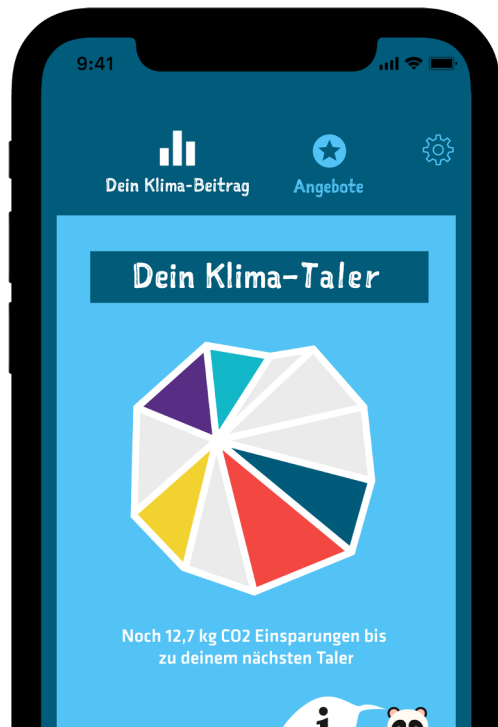 9:41
Dein Klima-Beitrag
Angebote
Dein Klima-Taler
Noch 12,7 kg CO2 Einsparungen bis
zu deinem nächsten Taler
i